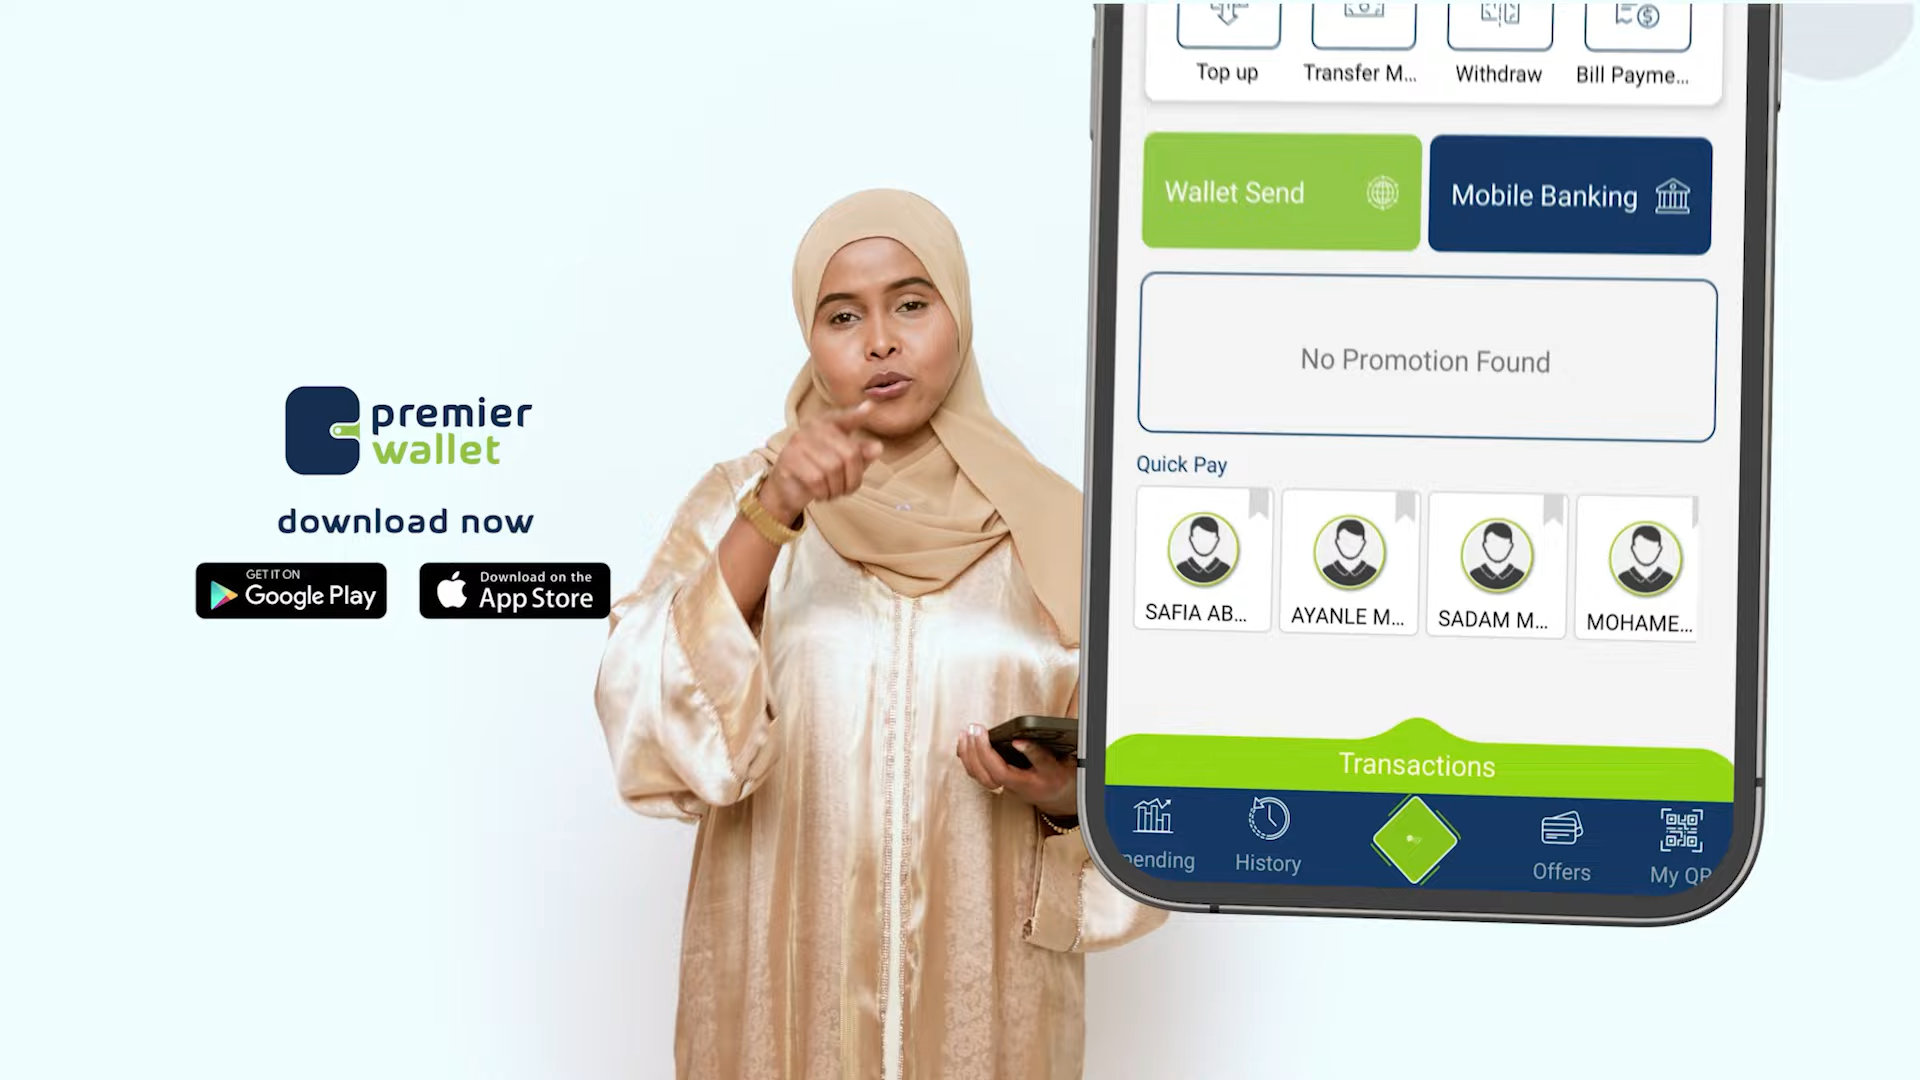 premier
wallet
download now
GET IT ON
Google Play
Download on the
App Store
Top up
Transfer M...
Withdraw
Bill Payme...
Wallet Send
Mobile Banking
No Promotion Found
Quick Pay
SAFIA AB...
AYANLE M...
SADAM M...
MOHAME...
Transactions
pending
History
Offers
My QR